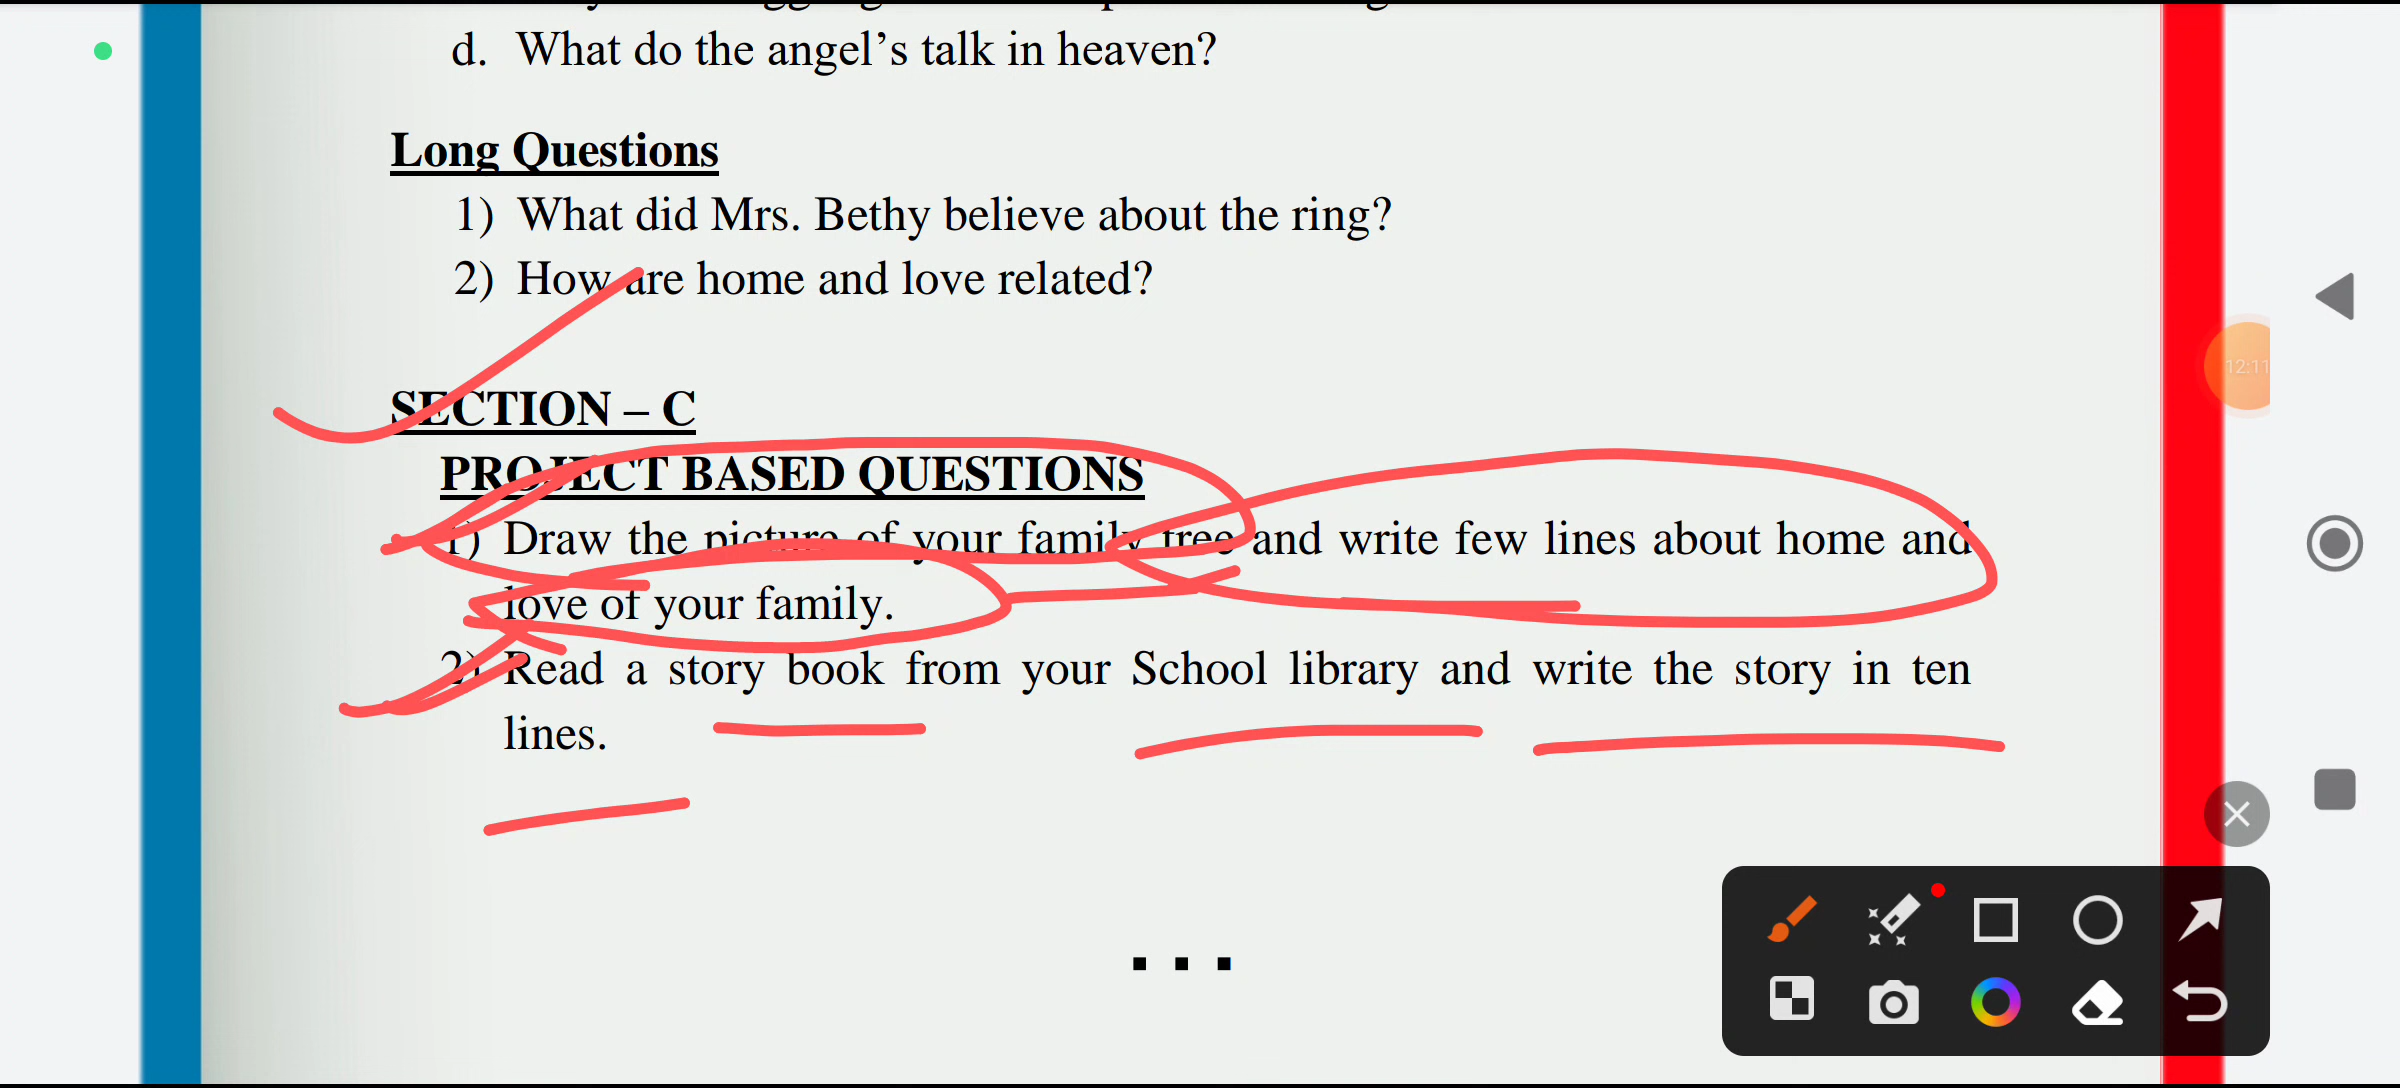 d. What do the angel’s talk in heaven?
Long Questions
1) What did Mrs. Bethy believe about the ring?
2) How are home and love related?
SECTION – C
PROJECT BASED QUESTIONS
1) Draw the picture of your family tree and write few lines about home and
love of your family.
2) Read a story book from your School library and write the story in ten
lines.
...
12:11